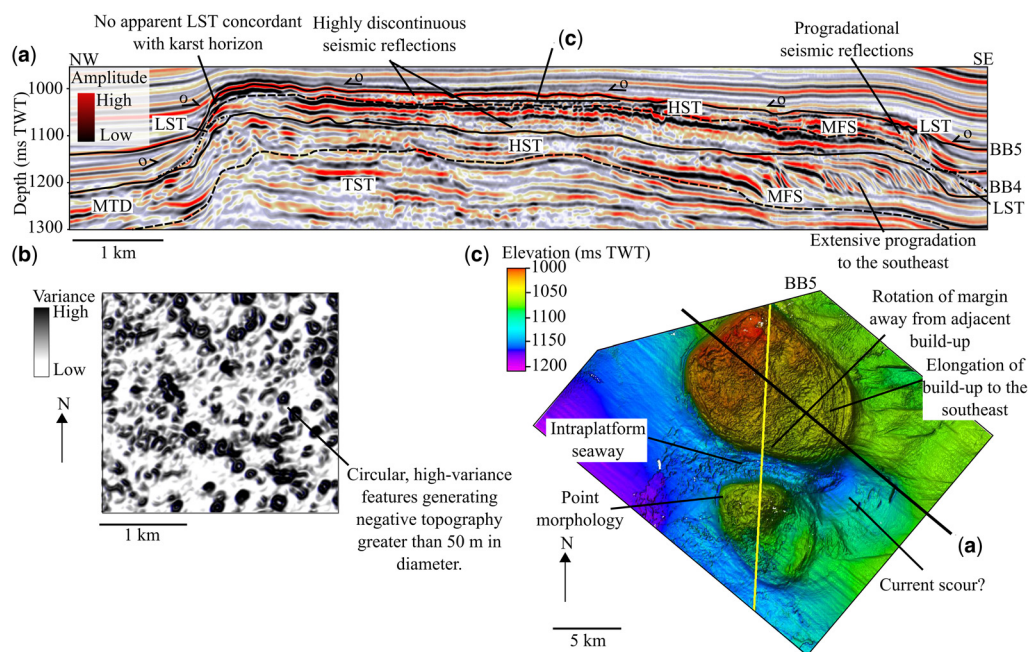 No apparent LST concordant
with karst horizon
Highly discontinuous
seismic reflections
(c)
Progradational
seismic reflections
(a)
NW
SE
Amplitude
High
Low
Depth (ms TWT)
1000
1100
1200
1300
o
o
o
o
o
o
LST
HST
HST
MFS
LST
BB5
BB4
LST
TST
MFS
MTD
1 km
Extensive progradation
to the southeast
(b)
Variance
High
Low
N
1 km
Circular, high-variance
features generating
negative topography
greater than 50 m in
diameter.
(c)
Elevation (ms TWT)
1000
1050
1100
1150
1200
BB5
Rotation of margin
away from adjacent
build-up
Elongation of
build-up to the
southeast
Intraplatform
seaway
Point
morphology
N
(a)
Current scour?
5 km